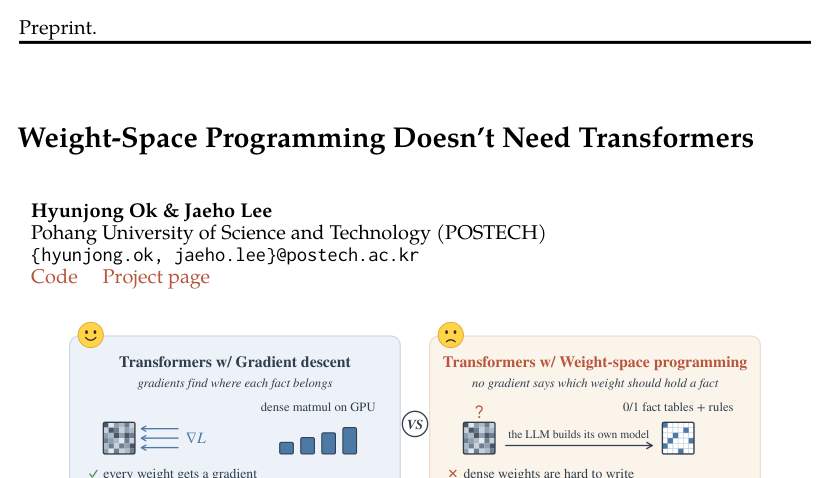 Preprint.
Weight-Space Programming Doesn't Need Transformers
Hyunjong Ok & Jaeho Lee
Pohang University of Science and Technology (POSTECH)
{hyunjong.ok, jaeho.lee}@postech.ac.kr
Code Project page
Transformers w/ Gradient descent
gradients find where each fact belongs
dense matmul on GPU
∇L
✓ every weight gets a gradient
VS
Transformers w/ Weight-space programming
no gradient says which weight should hold a fact
? 0/1 fact tables + rules
the LLM builds its own model
✕ dense weights are hard to write